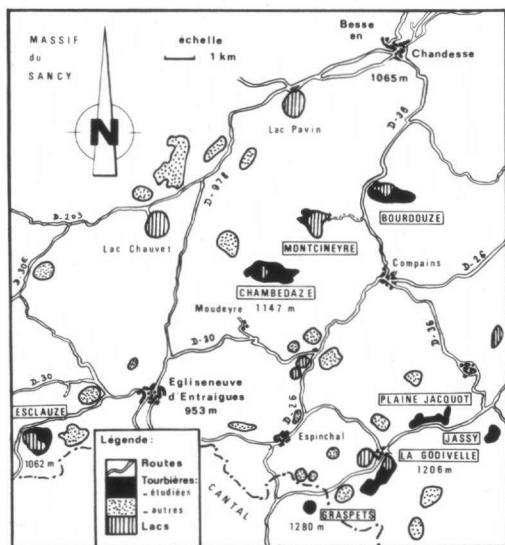 MASSIF
du
SANCY
échelle
1 km
N
Besse
en
Chandesse
1065 m
Lac Pavin
D-978
D-36
D-203
Lac Chauvet
BOURDOUZE
MONTCINEYRE
D-30E
Compains
D-26
CHAMBEDAZE
1147 m
Moudeyre
D-30
D-36
D-30
Egliseneuve
d'Entraigues
953 m
PLAINE JACQUOT
ESCLAUZE
D-26
Espinchal
JASSY
LA GODIVELLE
1206 m
1062 m
Légende:
Routes
Tourbières:
- étudiées
- autres
Lacs
CANTAL
GRASPETS
1280 m